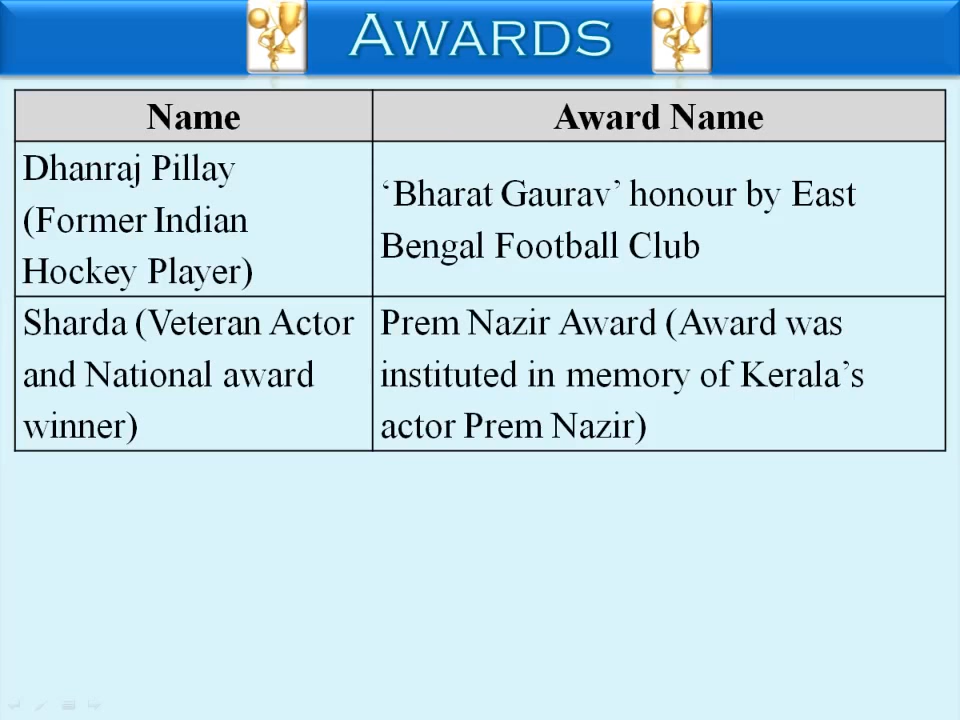 AWARDS
Name
Award Name
Dhanraj Pillay
(Former Indian
Hockey Player)
‘Bharat Gaurav’ honour by East
Bengal Football Club
Sharda (Veteran Actor
and National award
winner)
Prem Nazir Award (Award was
instituted in memory of Kerala’s
actor Prem Nazir)